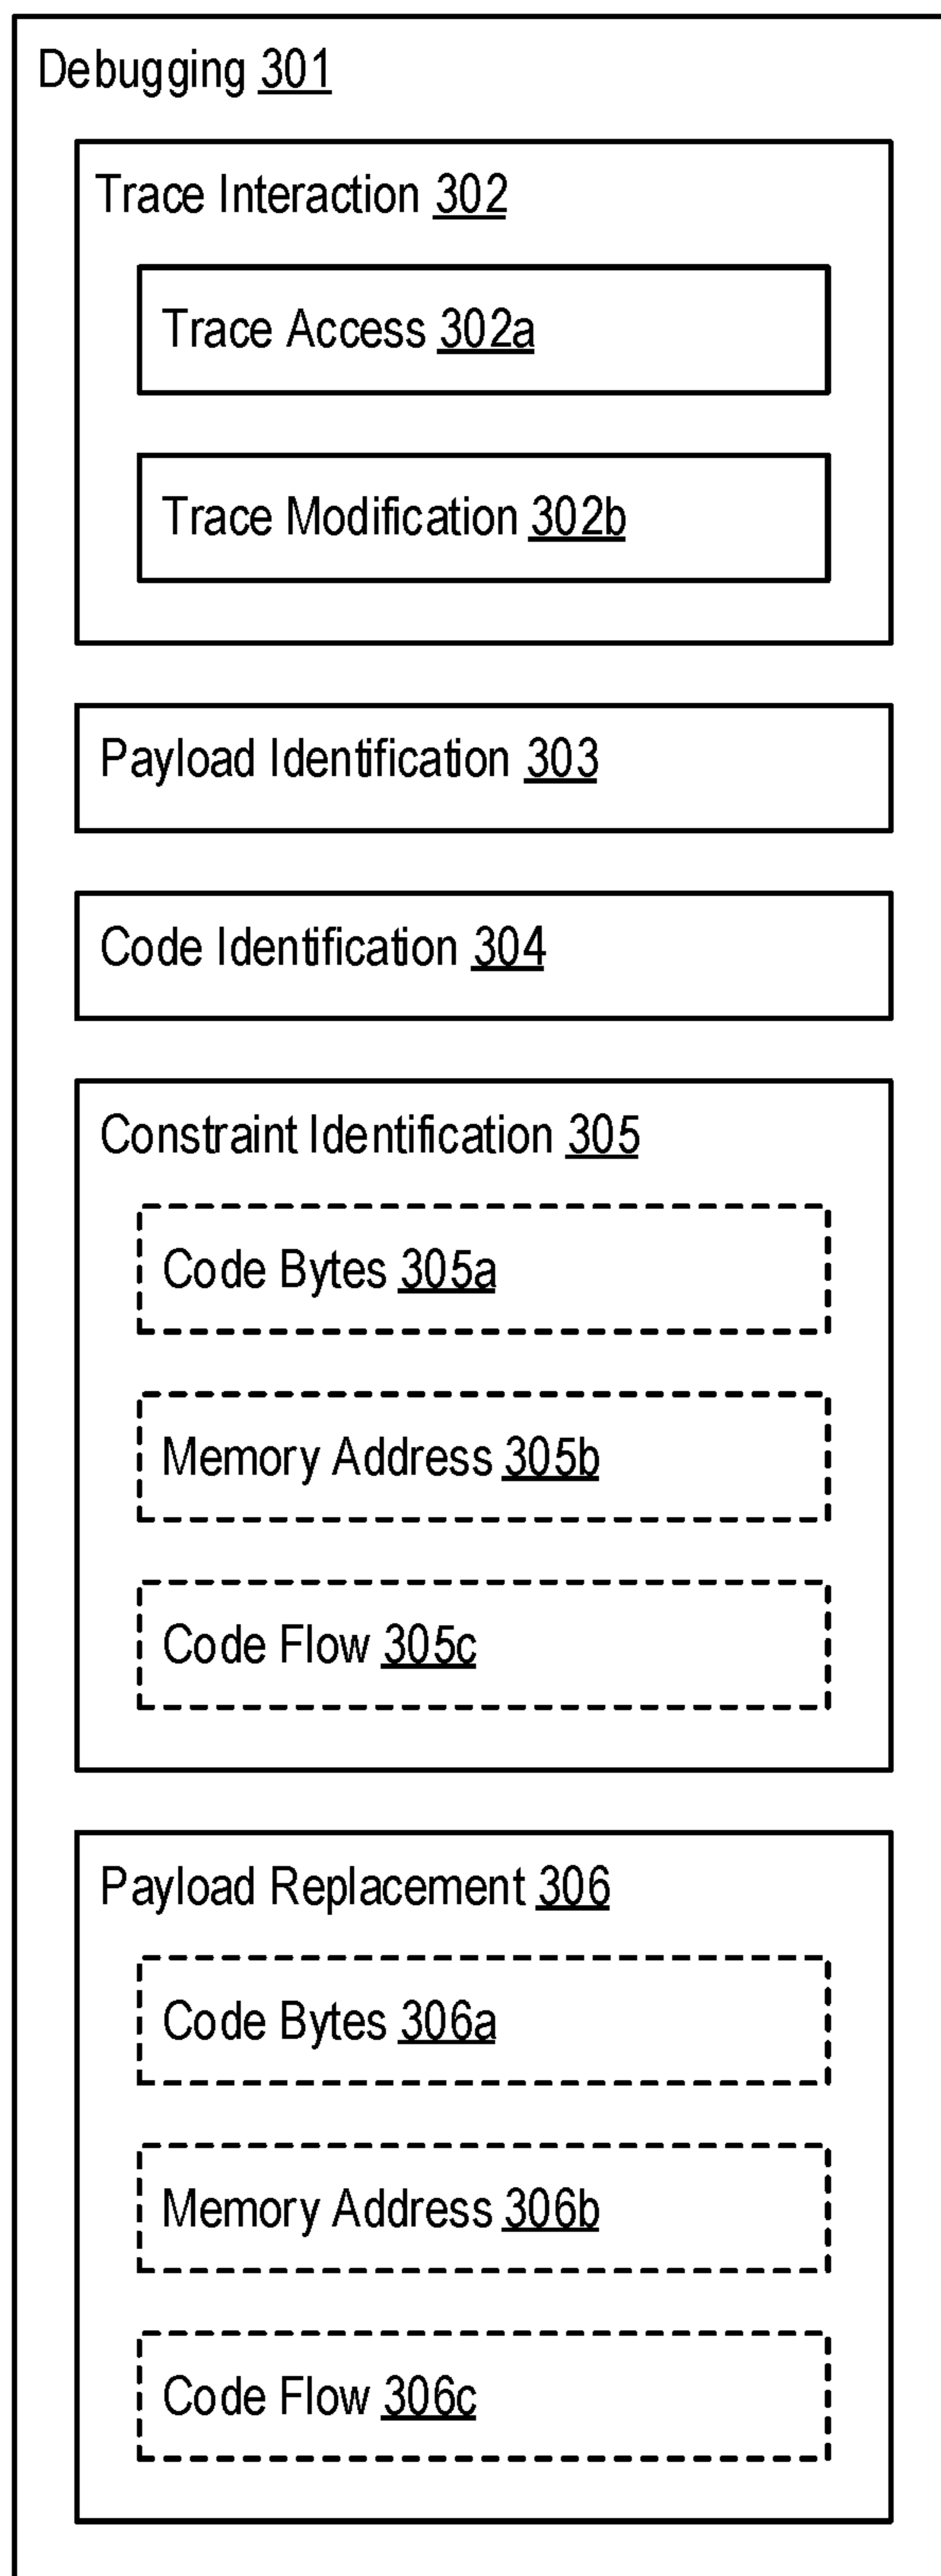 Debugging 301
Trace Interaction 302
Trace Access 302a
Trace Modification 302b
Payload Identification 303
Code Identification 304
Constraint Identification 305
Code Bytes 305a
Memory Address 305b
Code Flow 305c
Payload Replacement 306
Code Bytes 306a
Memory Address 306b
Code Flow 306c